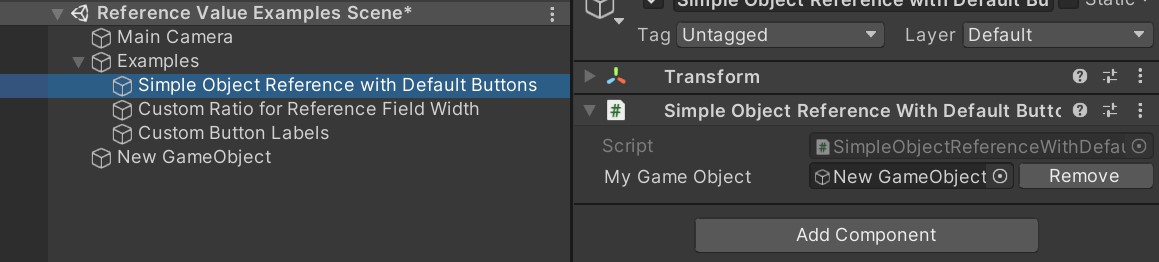 Reference Value Examples Scene*
Main Camera
Examples
Simple Object Reference with Default Buttons
Custom Ratio for Reference Field Width
Custom Button Labels
New GameObject
Simple Object Reference with Default Bu
Static
Tag Untagged Layer Default
Transform
#
Simple Object Reference With Default Butto
Script #SimpleObjectReferenceWithDefau
My Game Object New GameObject Remove
Add Component